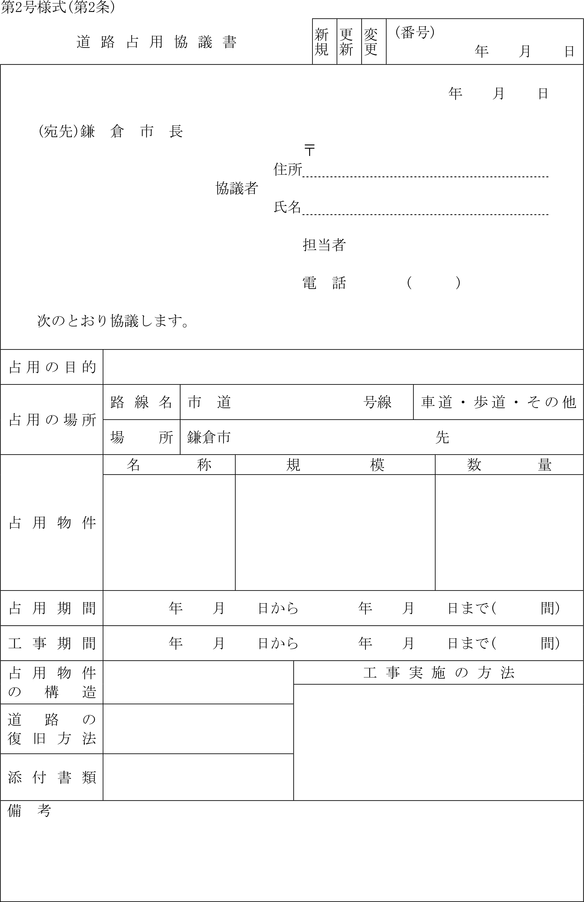 第2号様式(第2条)
道路占用協議書
新規 更新 変更 (番号)
年 月 日
年 月 日
(宛先)鎌倉市長
〒
住所
協議者
氏名
担当者
電話 ( )
次のとおり協議します。
占用の目的
占用の場所 路線名 市道 号線 車道・歩道・その他
場所 鎌倉市 先
占用物件 名称 規模 数量
占用期間 年 月 日から 年 月 日まで( 間)
工事期間 年 月 日から 年 月 日まで( 間)
占用物件の構造 工事実施の方法
道路の復旧方法
添付書類
備考